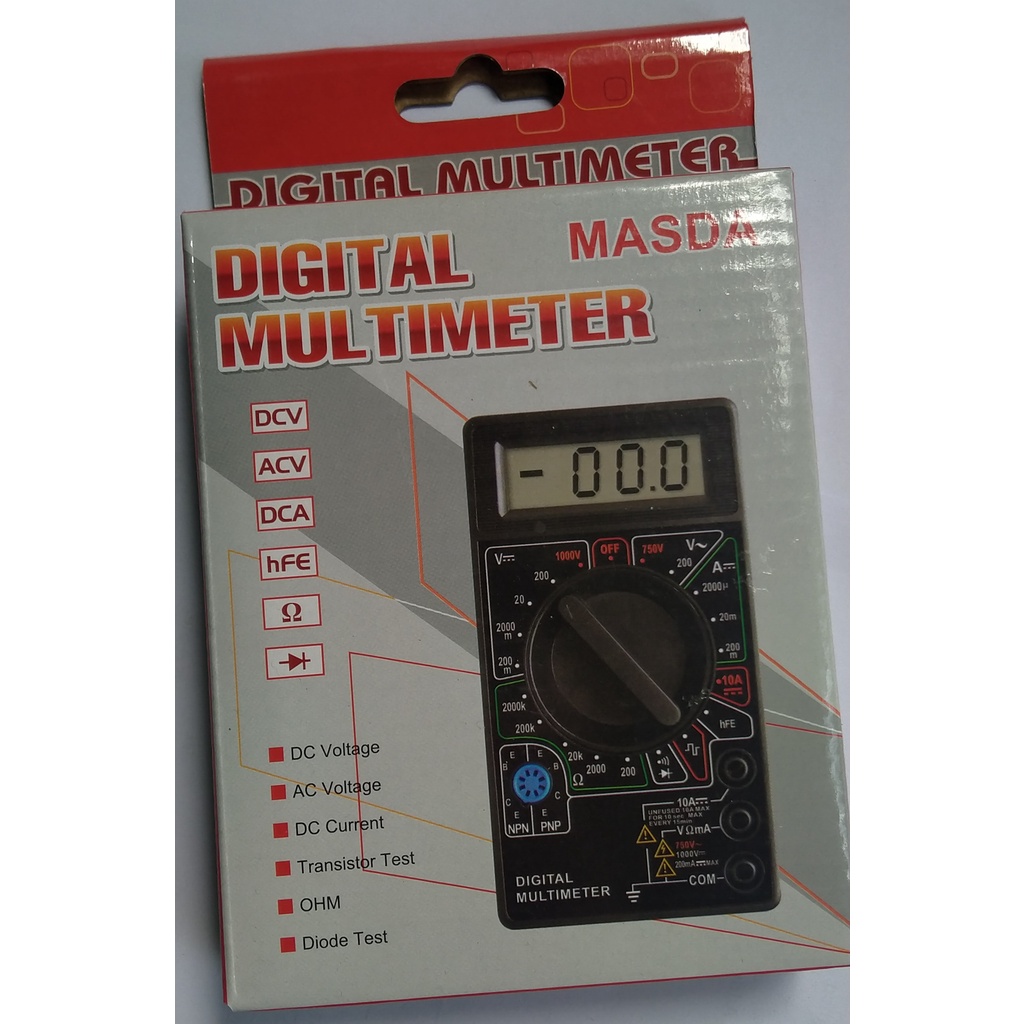 DIGITAL MULTIMETER
MASDA
DIGITAL
MULTIMETER
DCV
ACV
DCA
hFE
Ω
DC Voltage
AC Voltage
DC Current
Transistor Test
OHM
Diode Test
- 00.0
V⎓ 1000V OFF 750V V~
200 200 A⎓
20 2000μ
2000m 20m
200m 200m
2000k 10A⎓
200k hFE
20k 2000 200
Ω
E E
B B
C C
E E
NPN PNP
10A⎓
UNFUSED 10A MAX
FOR 10 sec MAX
EVERY 15min
VΩmA
750V~
1000V⎓
200mA⎓MAX
COM
DIGITAL
MULTIMETER